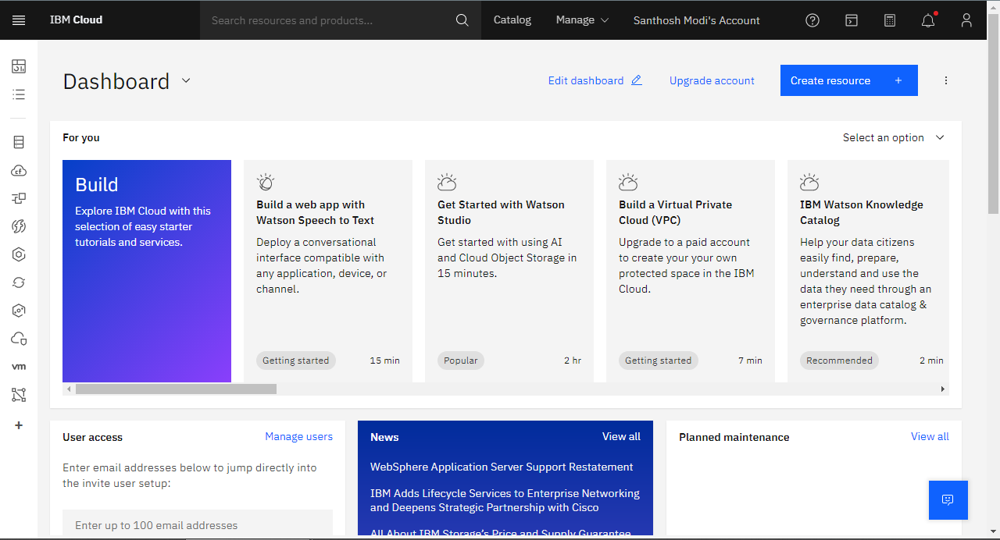 IBM Cloud
Search resources and products...
Catalog
Manage
Santhosh Modi's Account
Dashboard
Edit dashboard
Upgrade account
Create resource +
For you
Select an option
Build
Explore IBM Cloud with this
selection of easy starter
tutorials and services.
Build a web app with
Watson Speech to Text
Deploy a conversational
interface compatible with
any application, device, or
channel.
Getting started
15 min
Get Started with Watson
Studio
Get started with using AI
and Cloud Object Storage in
15 minutes.
Popular
2 hr
Build a Virtual Private
Cloud (VPC)
Upgrade to a paid account
to create your your own
protected space in the IBM
Cloud.
Getting started
7 min
IBM Watson Knowledge
Catalog
Help your data citizens
easily find, prepare,
understand and use the
data they need through an
enterprise data catalog &
governance platform.
Recommended
2 min
cf
vm
User access
Manage users
Enter email addresses below to jump directly into
the invite user setup:
Enter up to 100 email addresses
News
View all
WebSphere Application Server Support Restatement
IBM Adds Lifecycle Services to Enterprise Networking
and Deepens Strategic Partnership with Cisco
All About IBM Storage's Price and Supply Guarantee
Planned maintenance
View all